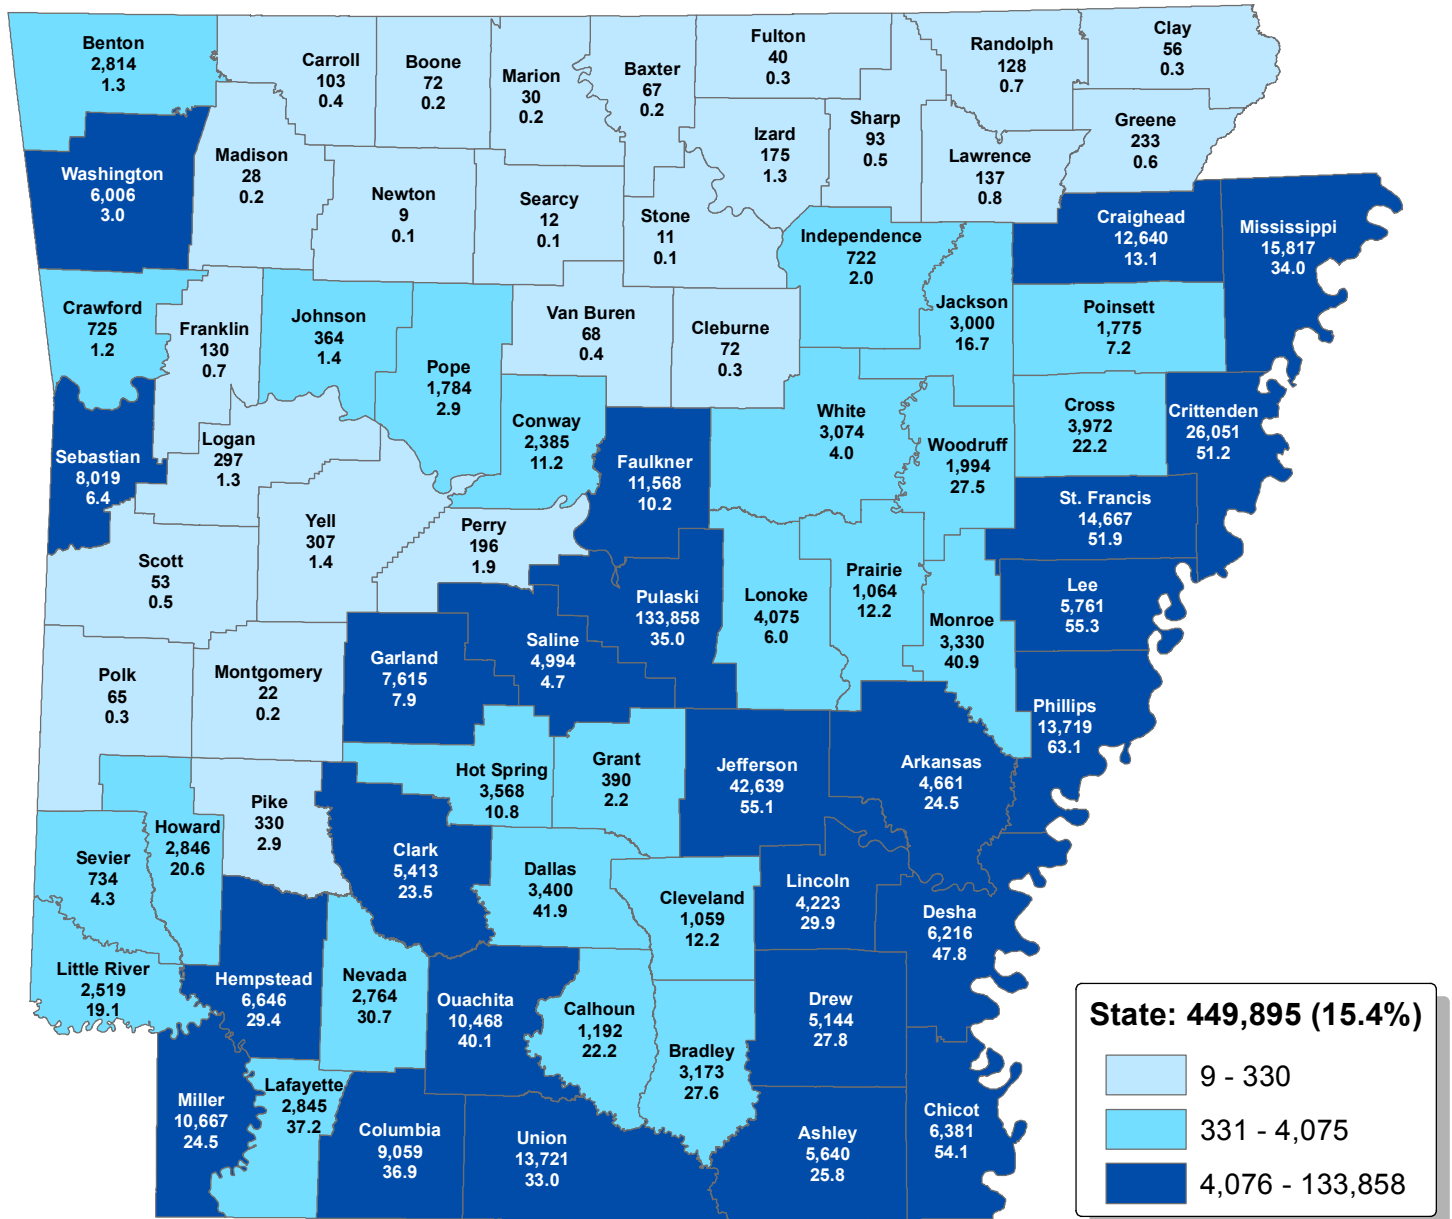 Benton
2,814
1.3
Carroll
103
0.4
Boone
72
0.2
Marion
30
0.2
Baxter
67
0.2
Fulton
40
0.3
Randolph
128
0.7
Clay
56
0.3
Washington
6,006
3.0
Madison
28
0.2
Newton
9
0.1
Searcy
12
0.1
Stone
11
0.1
Izard
175
1.3
Sharp
93
0.5
Lawrence
137
0.8
Greene
233
0.6
Independence
722
2.0
Craighead
12,640
13.1
Mississippi
15,817
34.0
Crawford
725
1.2
Franklin
130
0.7
Johnson
364
1.4
Pope
1,784
2.9
Van Buren
68
0.4
Cleburne
72
0.3
Jackson
3,000
16.7
Poinsett
1,775
7.2
Sebastian
8,019
6.4
Logan
297
1.3
Conway
2,385
11.2
Faulkner
11,568
10.2
White
3,074
4.0
Woodruff
1,994
27.5
Cross
3,972
22.2
Crittenden
26,051
51.2
Scott
53
0.5
Yell
307
1.4
Perry
196
1.9
St. Francis
14,667
51.9
Pulaski
133,858
35.0
Lonoke
4,075
6.0
Prairie
1,064
12.2
Monroe
3,330
40.9
Lee
5,761
55.3
Polk
65
0.3
Montgomery
22
0.2
Garland
7,615
7.9
Saline
4,994
4.7
Phillips
13,719
63.1
Hot Spring
3,568
10.8
Grant
390
2.2
Jefferson
42,639
55.1
Arkansas
4,661
24.5
Sevier
734
4.3
Howard
2,846
20.6
Pike
330
2.9
Clark
5,413
23.5
Dallas
3,400
41.9
Cleveland
1,059
12.2
Lincoln
4,223
29.9
Desha
6,216
47.8
Little River
2,519
19.1
Hempstead
6,646
29.4
Nevada
2,764
30.7
Ouachita
10,468
40.1
Calhoun
1,192
22.2
Bradley
3,173
27.6
Drew
5,144
27.8
Miller
10,667
24.5
Lafayette
2,845
37.2
Columbia
9,059
36.9
Union
13,721
33.0
Ashley
5,640
25.8
Chicot
6,381
54.1
State: 449,895 (15.4%)
9 - 330
331 - 4,075
4,076 - 133,858